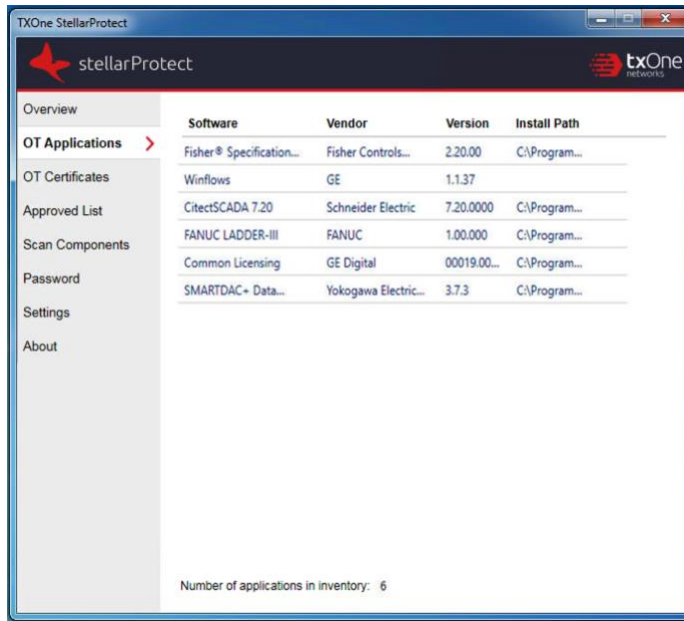 TXOne StellarProtect
stellarProtect
txOne
networks
Overview
OT Applications
OT Certificates
Approved List
Scan Components
Password
Settings
About
Software Vendor Version Install Path
Fisher® Specification... Fisher Controls... 2.20.00 C:\Program...
Winflows GE 1.1.37
CitectSCADA 7.20 Schneider Electric 7.20.0000 C:\Program...
FANUC LADDER-III FANUC 1.00.000 C:\Program...
Common Licensing GE Digital 00019.00... C:\Program...
SMARTDAC+ Data... Yokogawa Electric... 3.7.3 C:\Program...
Number of applications in inventory: 6